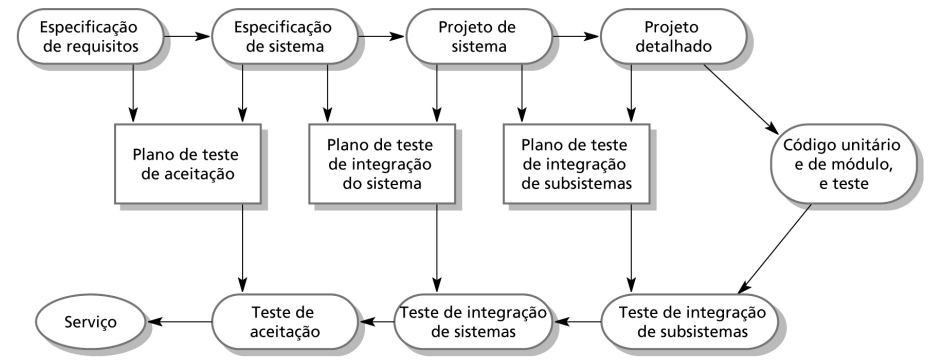 Especificação
de requisitos
Especificação
de sistema
Projeto de
sistema
Projeto
detalhado
Plano de teste
de aceitação
Plano de teste
de integração
do sistema
Plano de teste
de integração
de subsistemas
Código unitário
e de módulo,
e teste
Serviço
Teste de
aceitação
Teste de integração
de sistemas
Teste de integração
de subsistemas